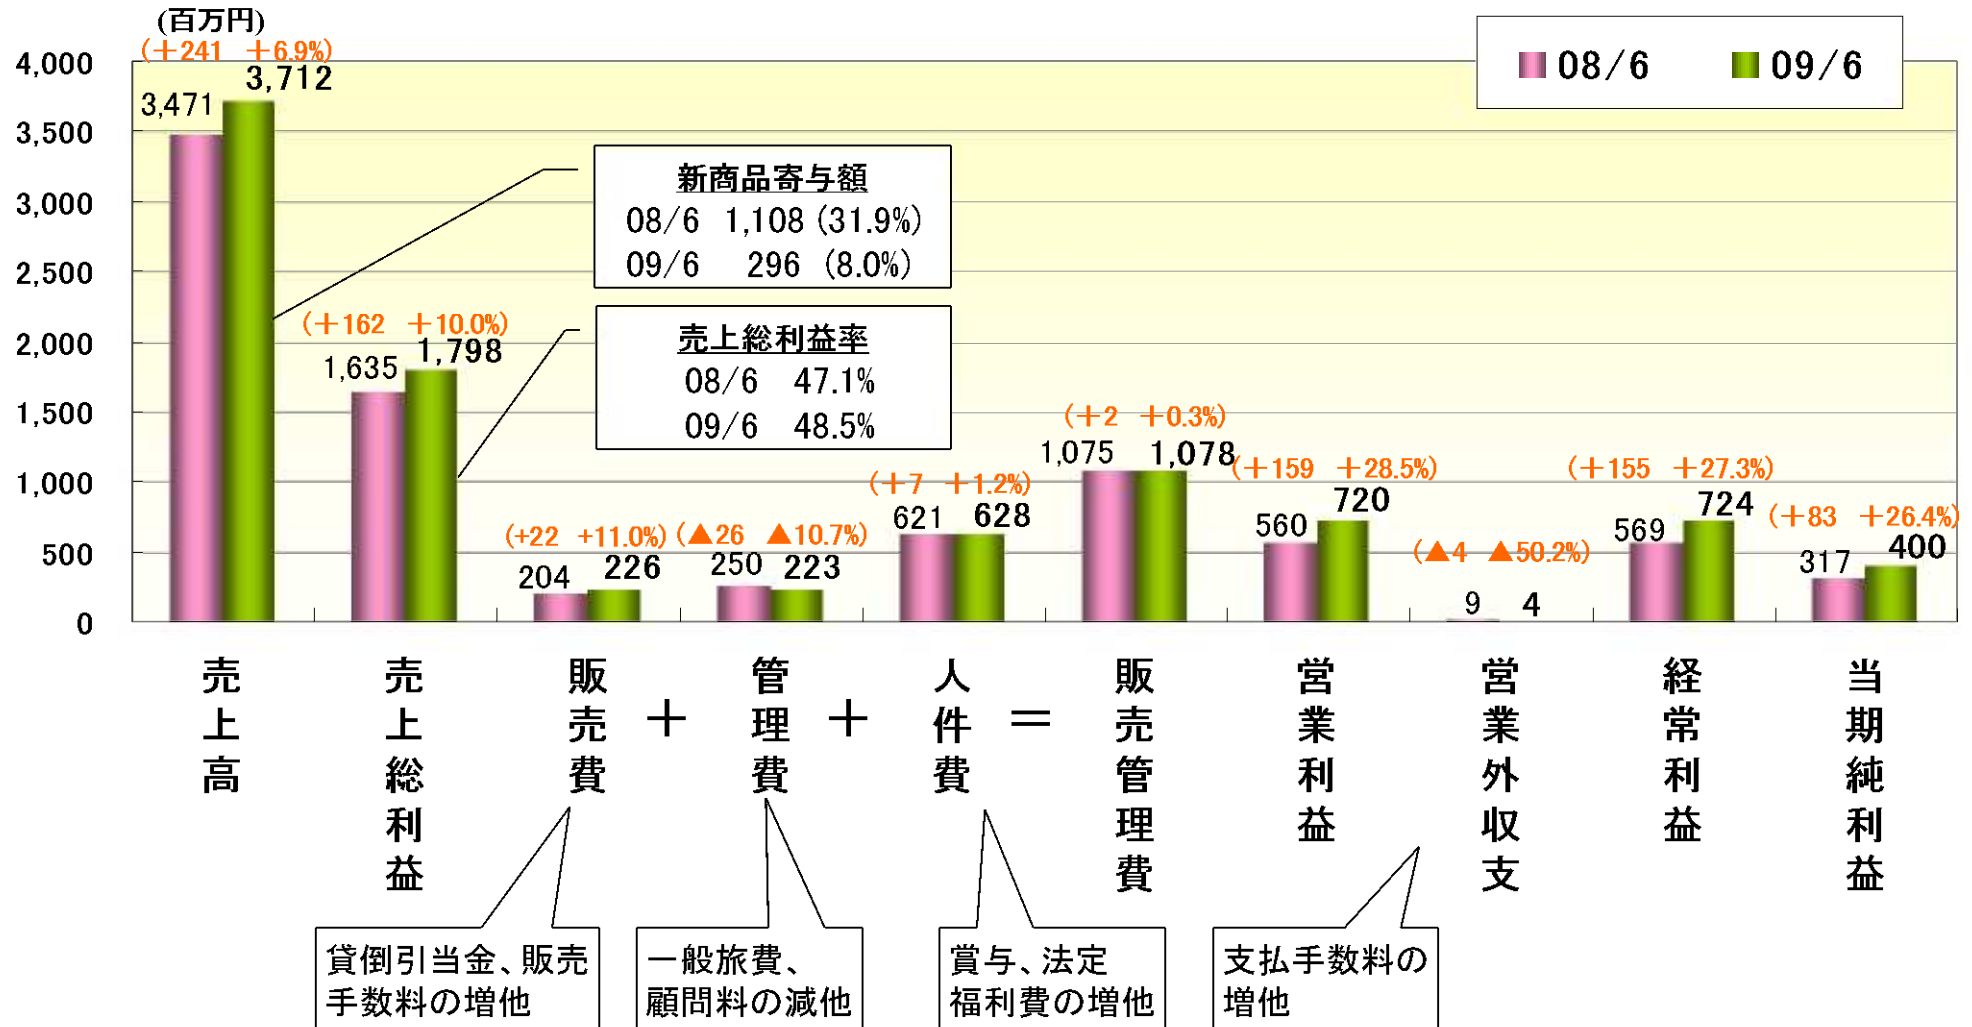 (百万円)
08/6 09/6
4,000
3,500
3,000
2,500
2,000
1,500
1,000
500
0
(＋241 ＋6.9%)
3,471 3,712
新商品寄与額
08/6 1,108 (31.9%)
09/6 296 (8.0%)
(＋162 ＋10.0%)
1,635 1,798
売上総利益率
08/6 47.1%
09/6 48.5%
(+22 +11.0%)
204 226
(▲26 ▲10.7%)
250 223
(＋7 ＋1.2%)
621 628
(＋2 ＋0.3%)
1,075 1,078
(＋159 ＋28.5%)
560 720
(▲4 ▲50.2%)
9 4
(＋155 ＋27.3%)
569 724
(＋83 ＋26.4%)
317 400
売上高
売上総利益
販売費
＋
管理費
＋
人件費
＝
販売管理費
営業利益
営業外収支
経常利益
当期純利益
貸倒引当金、販売
手数料の増他
一般旅費、
顧問料の減他
賞与、法定
福利費の増他
支払手数料の
増他